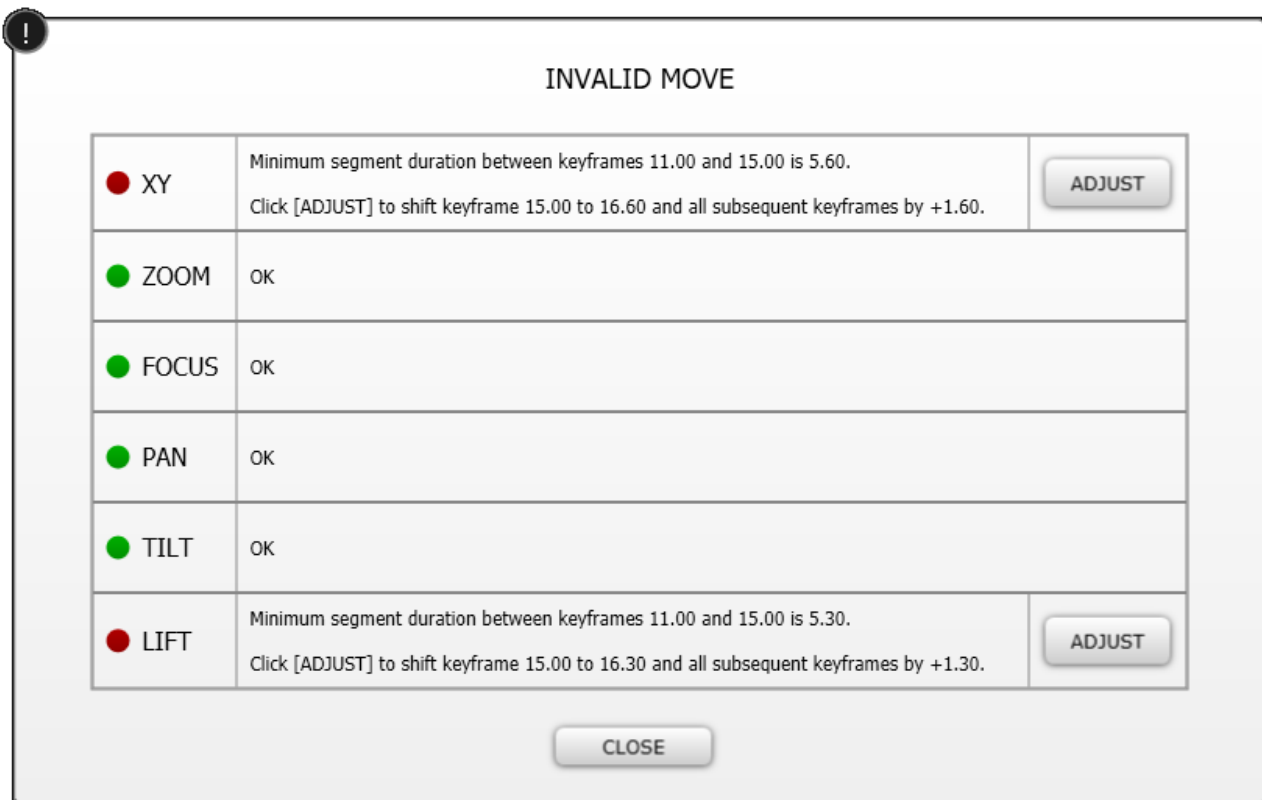 !
INVALID MOVE
XY
Minimum segment duration between keyframes 11.00 and 15.00 is 5.60.
Click [ADJUST] to shift keyframe 15.00 to 16.60 and all subsequent keyframes by +1.60.
ADJUST
ZOOM
OK
FOCUS
OK
PAN
OK
TILT
OK
LIFT
Minimum segment duration between keyframes 11.00 and 15.00 is 5.30.
Click [ADJUST] to shift keyframe 15.00 to 16.30 and all subsequent keyframes by +1.30.
ADJUST
CLOSE